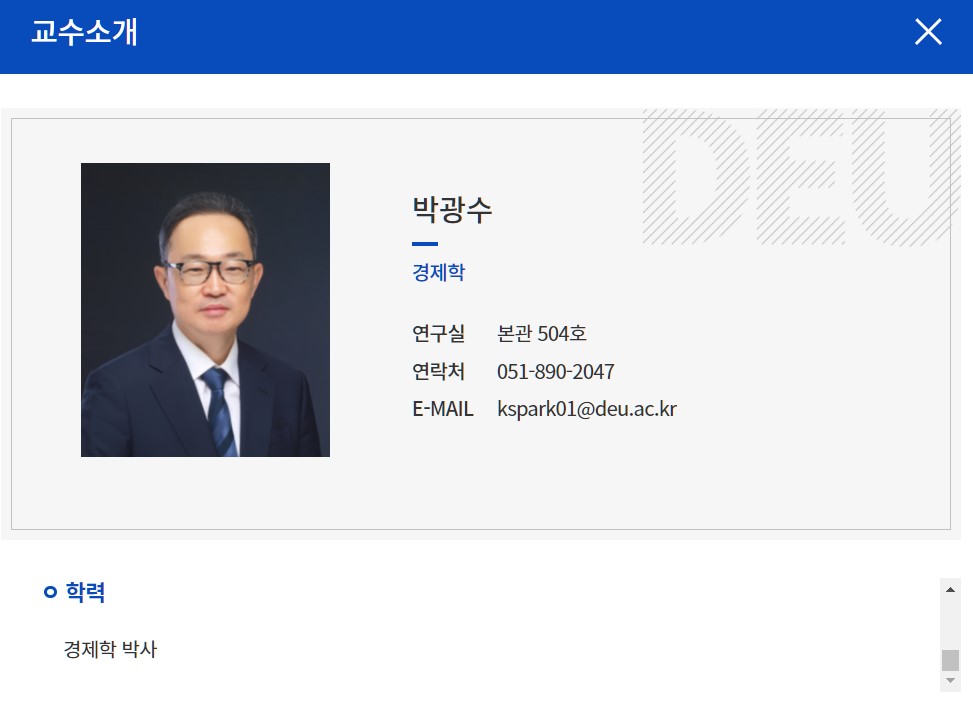 교수소개
DEU
박광수
경제학
연구실 본관 504호
연락처 051-890-2047
E-MAIL kspark01@deu.ac.kr
학력
경제학 박사